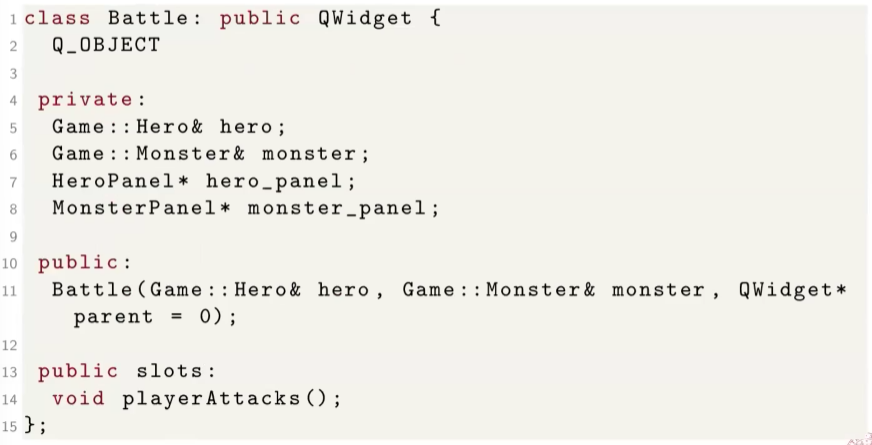 1 class Battle: public QWidget {
2   Q_OBJECT
3
4  private:
5   Game::Hero& hero;
6   Game::Monster& monster;
7   HeroPanel* hero_panel;
8   MonsterPanel* monster_panel;
9
10  public:
11   Battle(Game::Hero& hero, Game::Monster& monster, QWidget*
     parent = 0);
12
13  public slots:
14   void playerAttacks();
15 };